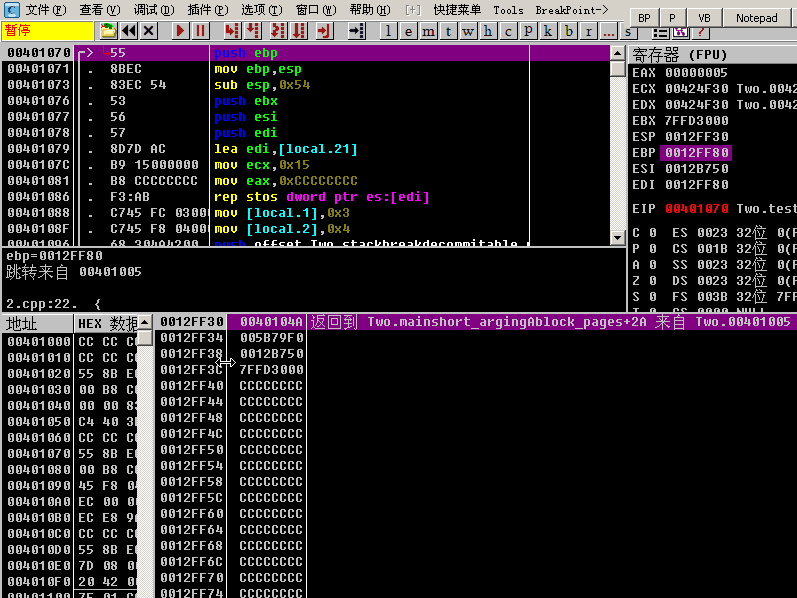 文件(F) 查看(V) 调试(D) 插件(P) 选项(T) 窗口(W) 帮助(H) [+] 快捷菜单 Tools BreakPoint->
BP P VB Notepad
暂停
l e m t w h c p k b r ... s ?
00401070 55 push ebp
00401071 . 8BEC mov ebp,esp
00401073 . 83EC 54 sub esp,0x54
00401076 . 53 push ebx
00401077 . 56 push esi
00401078 . 57 push edi
00401079 . 8D7D AC lea edi,[local.21]
0040107C . B9 15000000 mov ecx,0x15
00401081 . B8 CCCCCCCC mov eax,0xCCCCCCCC
00401086 . F3:AB rep stos dword ptr es:[edi]
00401088 . C745 FC 0300 mov [local.1],0x3
0040108F . C745 F8 0400 mov [local.2],0x4
00401096 . 68 304A4200 push offset Two.stackbreakdecommitable
寄存器 (FPU)
EAX 00000005
ECX 00424F30 Two.0042
EDX 00424F30 Two.0042
EBX 7FFD3000
ESP 0012FF30
EBP 0012FF80
ESI 0012B750
EDI 0012FF80
EIP 00401070 Two.test
C 0 ES 0023 32位 0(F
P 0 CS 001B 32位 0(F
A 0 SS 0023 32位 0(F
Z 0 DS 0023 32位 0(F
S 0 FS 003B 32位 7FF
ebp=0012FF80
跳转来自 00401005
2.cpp:22. {
地址 HEX 数据
00401000 CC CC C
00401010 CC CC C
00401020 55 8B E
00401030 00 B8 C
00401040 00 00 8
00401050 C4 40 3
00401060 CC CC C
00401070 55 8B E
00401080 00 B8 C
00401090 45 F8 0
004010A0 EC 00 0
004010B0 EC E8 9
004010C0 CC CC C
004010D0 55 8B E
004010E0 7D 08 0
004010F0 20 42 0
00401100 7F 01 C
0012FF30 0040104A 返回到 Two.mainshort_argingAblock_pages+2A 来自 Two.00401005
0012FF34 005B79F0
0012FF38 0012B750
0012FF3C 7FFD3000
0012FF40 CCCCCCCC
0012FF44 CCCCCCCC
0012FF48 CCCCCCCC
0012FF4C CCCCCCCC
0012FF50 CCCCCCCC
0012FF54 CCCCCCCC
0012FF58 CCCCCCCC
0012FF5C CCCCCCCC
0012FF60 CCCCCCCC
0012FF64 CCCCCCCC
0012FF68 CCCCCCCC
0012FF6C CCCCCCCC
0012FF70 CCCCCCCC
0012FF74 CCCCCCCC